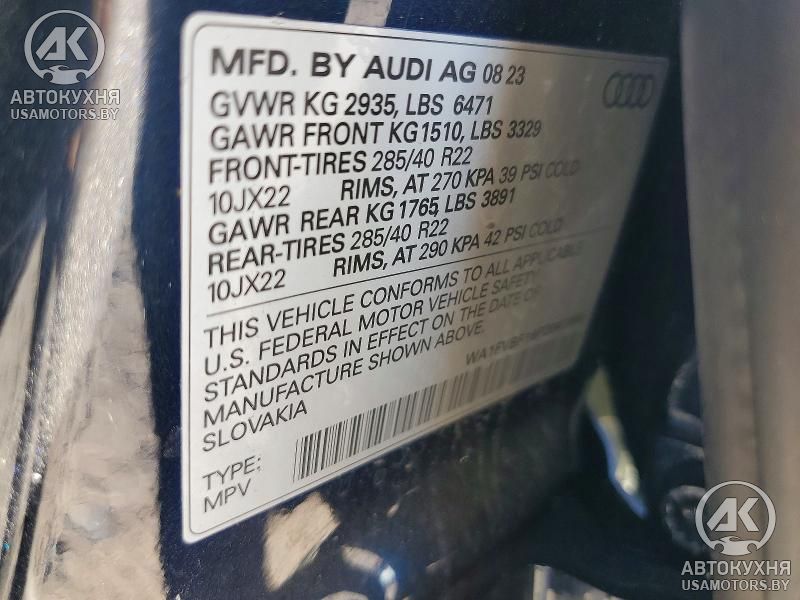 AK
АВТОКУХНЯ
USAMOTORS.BY
MFD. BY AUDI AG 08 23
GVWR KG 2935, LBS 6471
GAWR FRONT KG1510, LBS 3329
FRONT-TIRES 285/40 R22
10JX22 RIMS, AT 270 KPA 39 PSI COLD
GAWR REAR KG 1765, LBS 3891
REAR-TIRES 285/40 R22
10JX22 RIMS, AT 290 KPA 42 PSI COLD
THIS VEHICLE CONFORMS TO ALL APPLICABLE
U.S. FEDERAL MOTOR VEHICLE SAFETY
STANDARDS IN EFFECT ON THE DATE OF
MANUFACTURE SHOWN ABOVE.
SLOVAKIA
TYPE:
MPV
AK
АВТОКУХНЯ
USAMOTORS.BY